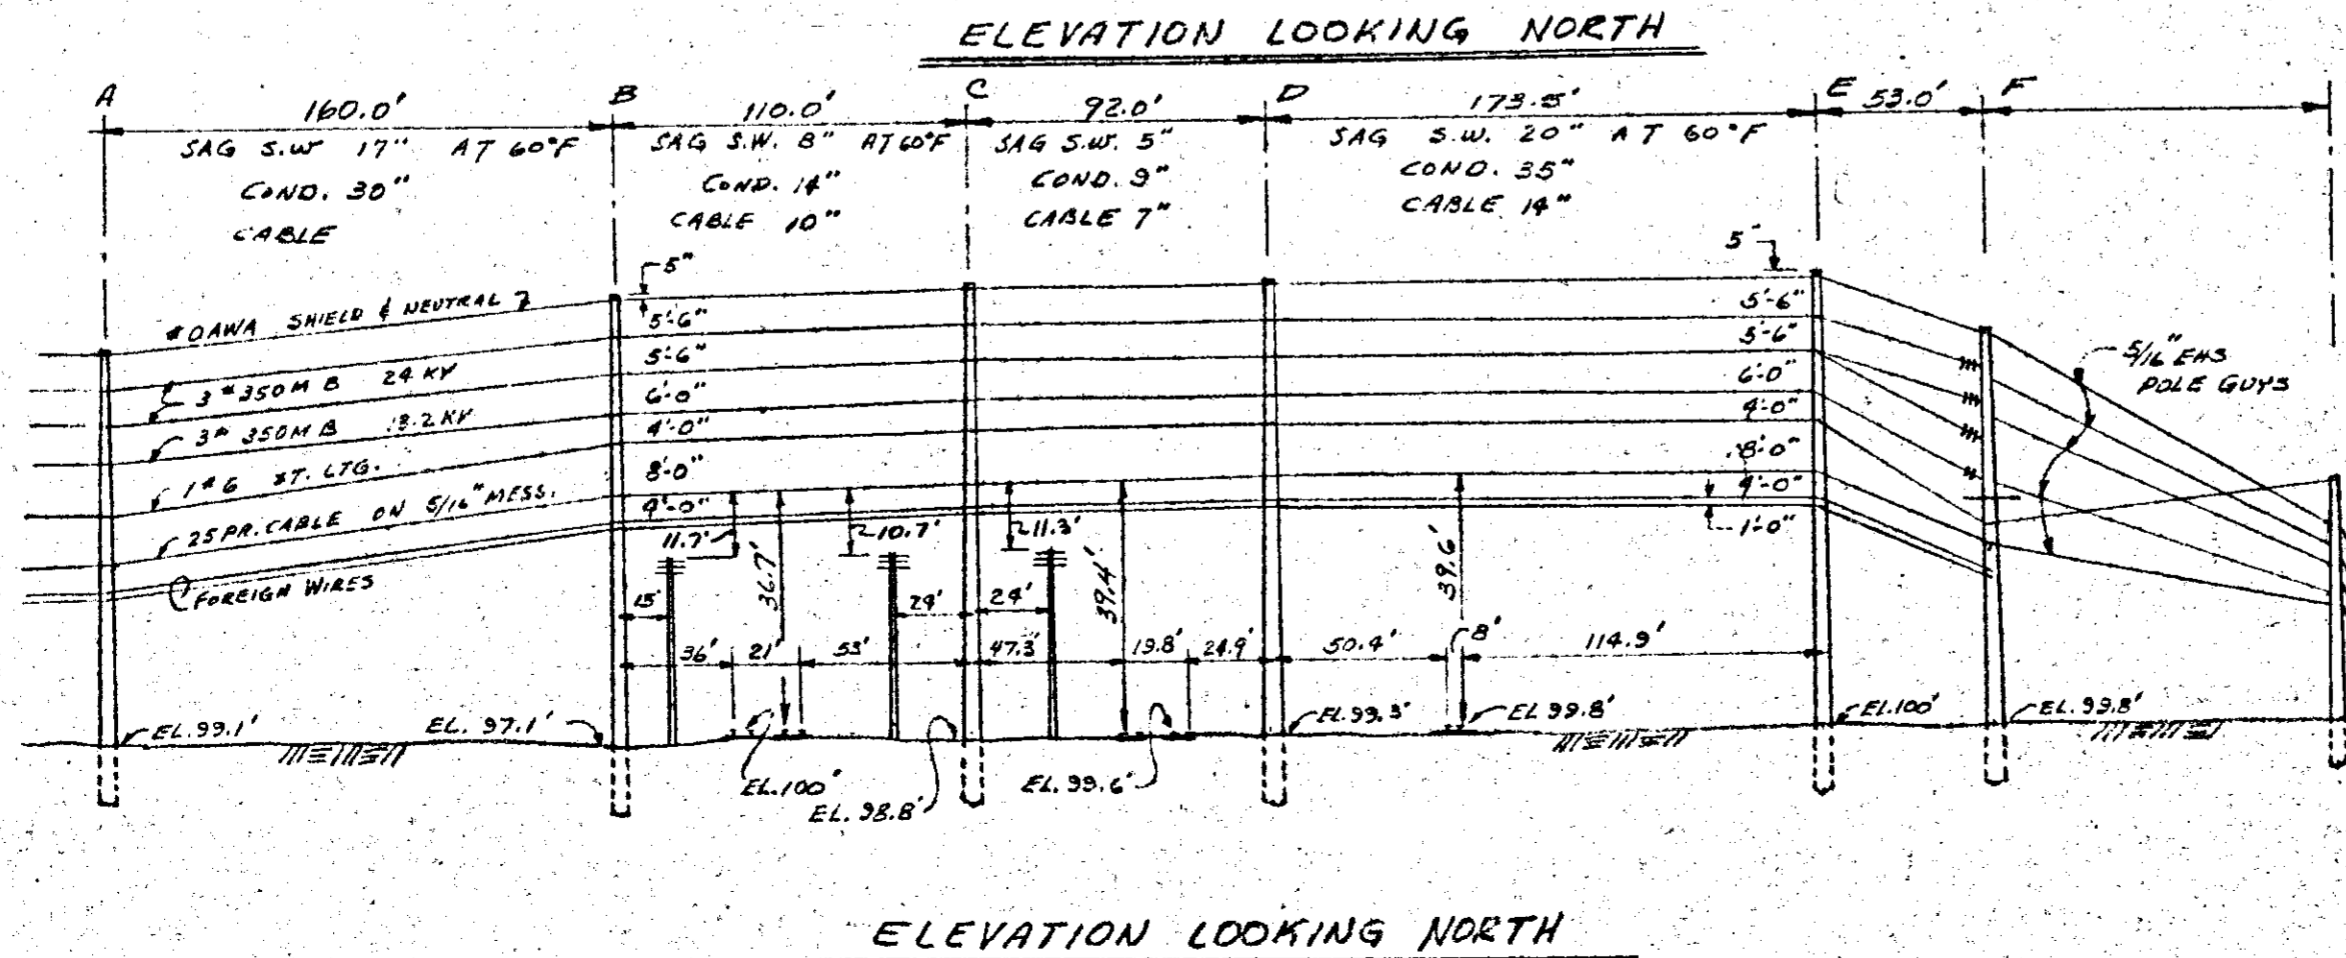 ELEVATION LOOKING NORTH
A B C D E F
160.0' 110.0' 92.0' 173.5' 53.0'
SAG S.W 17" AT 60°F
COND. 30"
CABLE
SAG S.W. 8" AT 60°F
COND. 14"
CABLE 10"
SAG S.W. 5"
COND. 9"
CABLE 7"
SAG S.W. 20" AT 60°F
COND. 35"
CABLE 14"
5"
5'-6"
5'-6"
6'-0"
4'-0"
8'-0"
4'-0"
5"
5'-6"
5'-6"
6'-0"
4'-0"
8'-0"
4'-0"
1'-0"
#0AWA SHIELD & NEUTRAL
3 #350 M B 24 KV
3# 350 M B 13.2 KV
1#6 ST. LTG.
25 PR. CABLE ON 5/16" MESS.
FOREIGN WIRES
5/16" EHS
POLE GUYS
11.7' 36.7' 10.7' 11.3' 39.4' 39.6'
15' 24' 24'
36' 21' 53' 47.3' 19.8' 24.9' 50.4' 8' 114.9'
EL. 99.1' EL. 97.1' EL. 99.3' EL 99.8' EL. 100' EL. 99.8'
EL. 100' EL. 98.8' EL. 99.6'
ELEVATION LOOKING NORTH